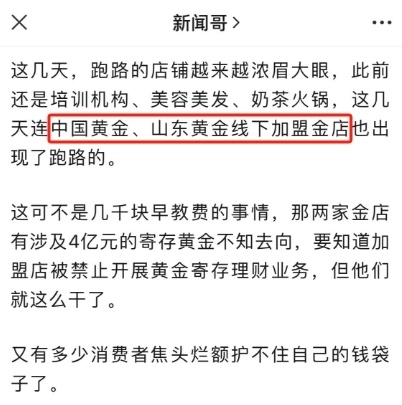 新闻哥
这几天，跑路的店铺越来越浓眉大眼，此前
还是培训机构、美容美发、奶茶火锅，这几
天连中国黄金、山东黄金线下加盟金店也出
现了跑路的。
这可不是几千块早教费的事情，那两家金店
有涉及4亿元的寄存黄金不知去向，要知道加
盟店被禁止开展黄金寄存理财业务，但他们
就这么干了。
又有多少消费者焦头烂额护不住自己的钱袋
子了。